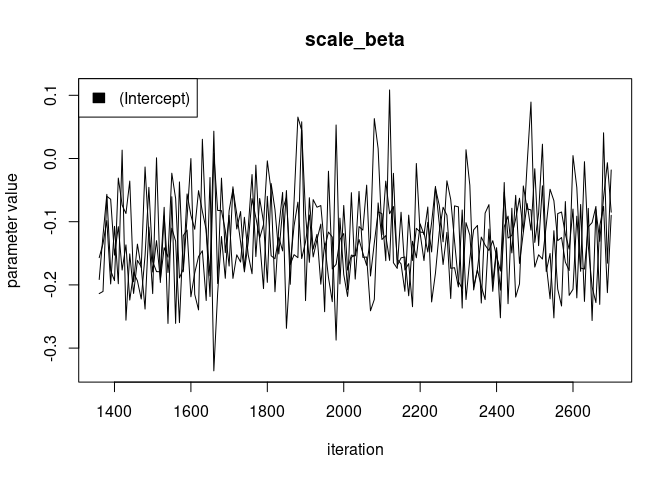 scale_beta
(Intercept)
parameter value
0.1
0.0
-0.1
-0.2
-0.3
1400 1600 1800 2000 2200 2400 2600
iteration